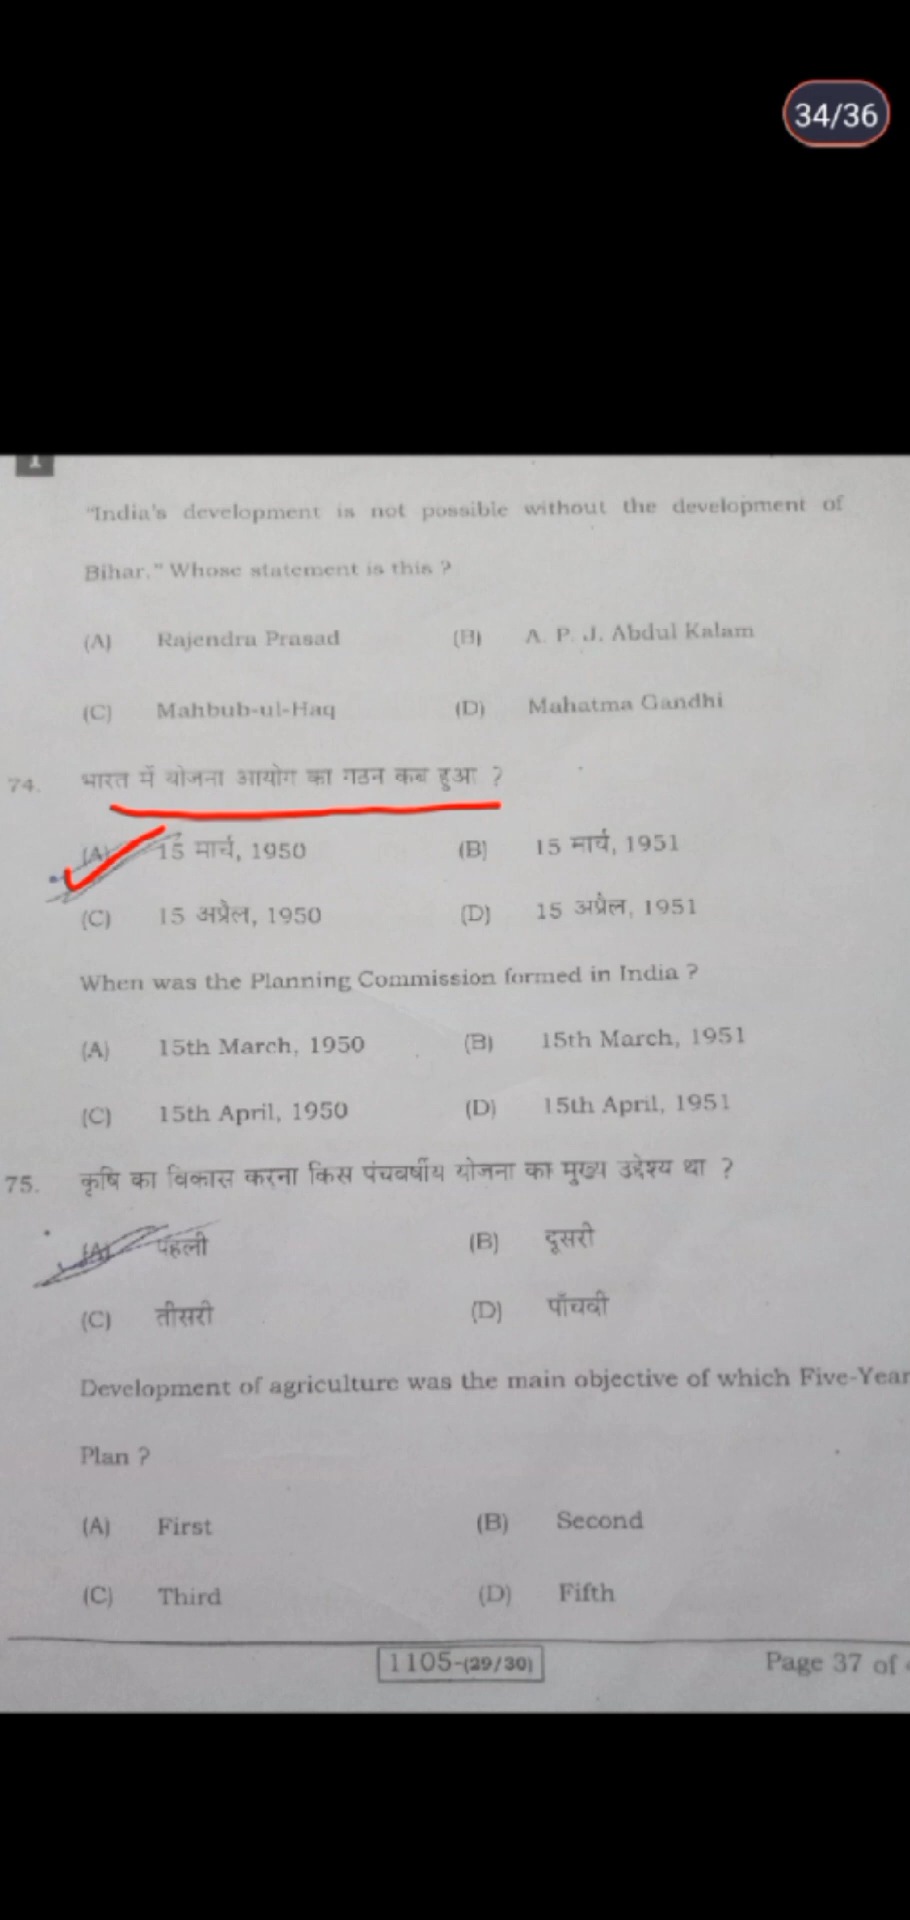 34/36
1
"India's development is not possible without the development of
Bihar." Whose statement is this ?
(A) Rajendra Prasad (B) A. P. J. Abdul Kalam
(C) Mahbub-ul-Haq (D) Mahatma Gandhi
74. भारत में योजना आयोग का गठन कब हुआ ?
(A) 15 मार्च, 1950 (B) 15 मार्च, 1951
(C) 15 अप्रैल, 1950 (D) 15 अप्रैल, 1951
When was the Planning Commission formed in India ?
(A) 15th March, 1950 (B) 15th March, 1951
(C) 15th April, 1950 (D) 15th April, 1951
75. कृषि का विकास करना किस पंचवर्षीय योजना का मुख्य उद्देश्य था ?
(A) पहली (B) दूसरी
(C) तीसरी (D) पाँचवी
Development of agriculture was the main objective of which Five-Year
Plan ?
(A) First (B) Second
(C) Third (D) Fifth
1105-(29/30) Page 37 of